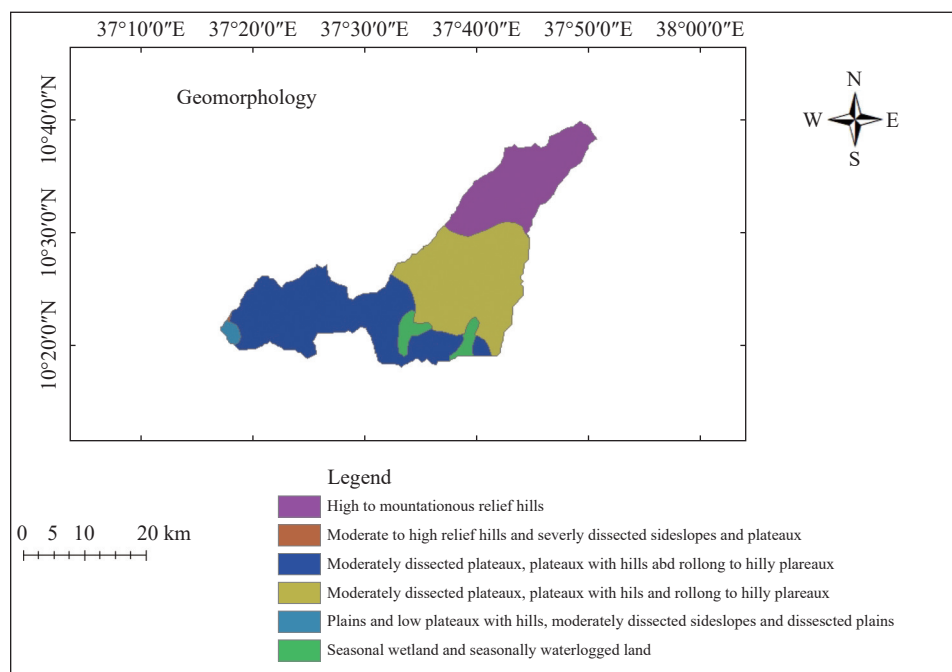 37°10′0″E 37°20′0″E 37°30′0″E 37°40′0″E 37°50′0″E 38°00′0″E
Geomorphology
10°40′0″N
10°30′0″N
10°20′0″N
N
W E
S
Legend
High to mountationous relief hills
Moderate to high relief hills and severly dissected sideslopes and plateaux
Moderately dissected plateaux, plateaux with hills abd rollong to hilly plareaux
Moderately dissected plateaux, plateaux with hils and rollong to hilly plareaux
Plains and low plateaux with hills, moderately dissected sideslopes and dissescted plains
Seasonal wetland and seasonally waterlogged land
0 5 10 20 km